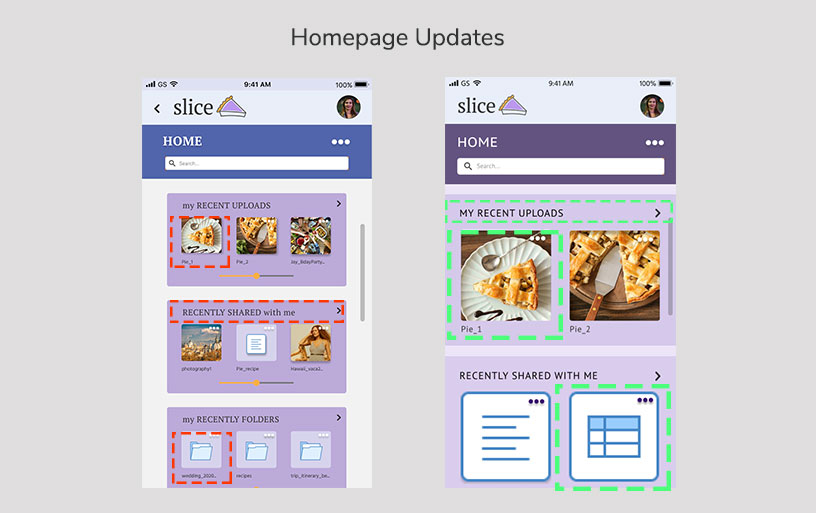 Homepage Updates
GS 9:41 AM 100%
slice
HOME
Search...
my RECENT UPLOADS
Pie_1 Pie_2 Jay_BdayParty...
RECENTLY SHARED with me
photography1 Pie_recipe Hawaii_vaca2...
my RECENTLY FOLDERS
wedding_2020... recipes trip_itinerary_be...
GS 9:41 AM 100%
slice
HOME
Search...
MY RECENT UPLOADS
Pie_1 Pie_2
RECENTLY SHARED WITH ME